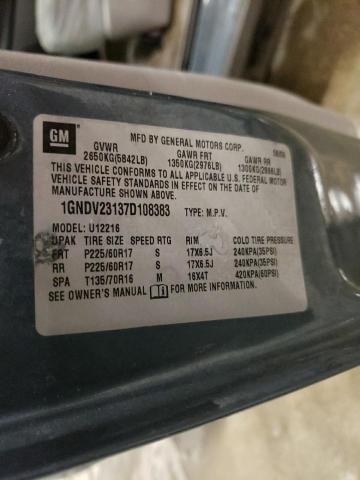 GM
MFD BY GENERAL MOTORS CORP.
GVWR GAWR FRT GAWR RR
2650KG(5842LB) 1350KG(2976LB) 1300KG(2866LB)
THIS VEHICLE CONFORMS TO ALL APPLICABLE U.S. FEDERAL MOTOR
VEHICLE SAFETY STANDARDS IN EFFECT ON THE DATE OF
MANUFACTURE SHOWN ABOVE.
1GNDV23137D108383 TYPE: M.P.V.
MODEL: U12216
UPAK TIRE SIZE SPEED RTG RIM COLD TIRE PRESSURE
FRT P225/60R17 S 17X6.5J 240KPA(35PSI)
RR P225/60R17 S 17X6.5J 240KPA(35PSI)
SPA T135/70R16 M 16X4T 420KPA(60PSI)
SEE OWNER'S MANUAL FOR MORE INFORMATION.